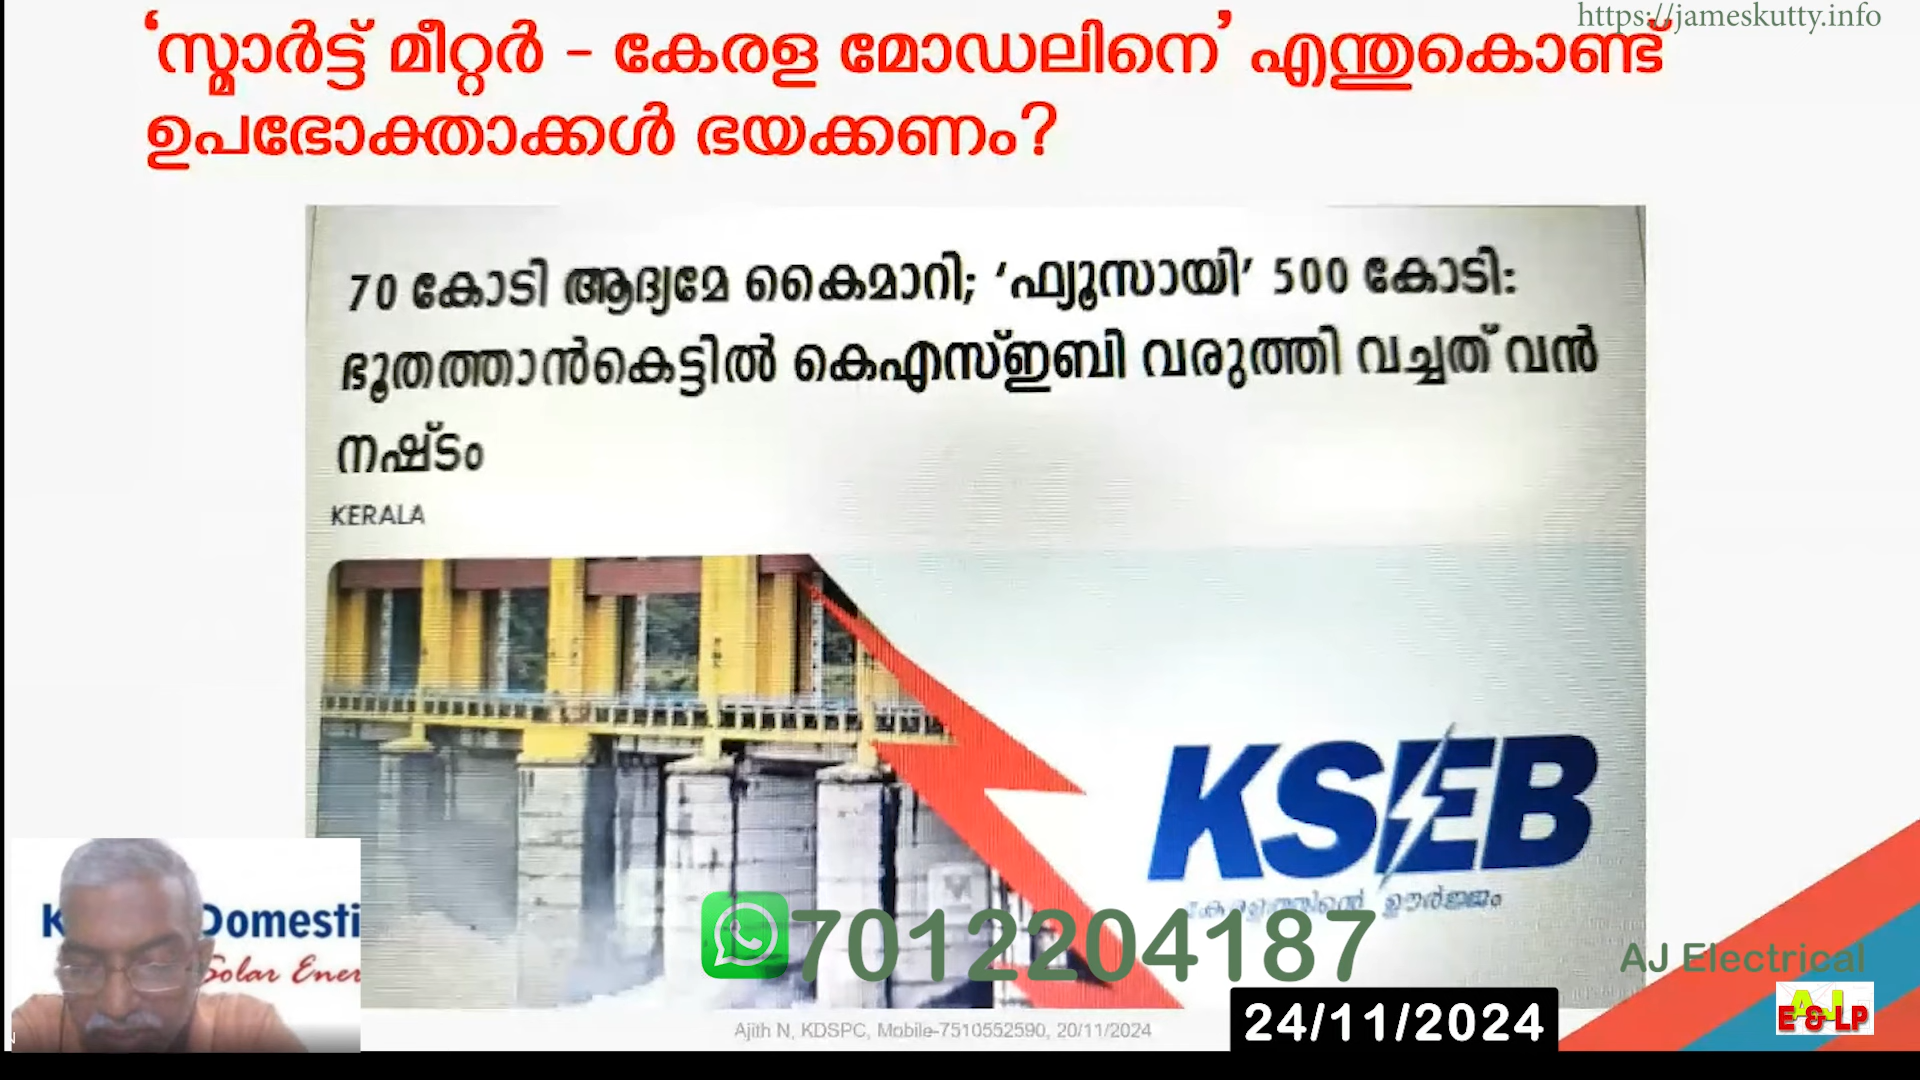 https://jameskutty.info
‘സ്മാർട്ട് മീറ്റർ - കേരള മോഡലിനെ’ എന്തുകൊണ്ട്
ഉപഭോക്താക്കൾ ഭയക്കണം?
70 കോടി ആദ്യമേ കൈമാറി; ‘ഫ്യൂസായി’ 500 കോടി:
ഭൂതത്താൻകെട്ടിൽ കെഎസ്ഇബി വരുത്തി വച്ചത് വൻ
നഷ്ടം
KERALA
KSEB
കേരളത്തിന്റെ ഊർജ്ജം
K Domesti
Solar Ener
7012204187
AJ Electrical
AJ
E & LP
Ajith N, KDSPC, Mobile-7510552590, 20/11/2024
24/11/2024